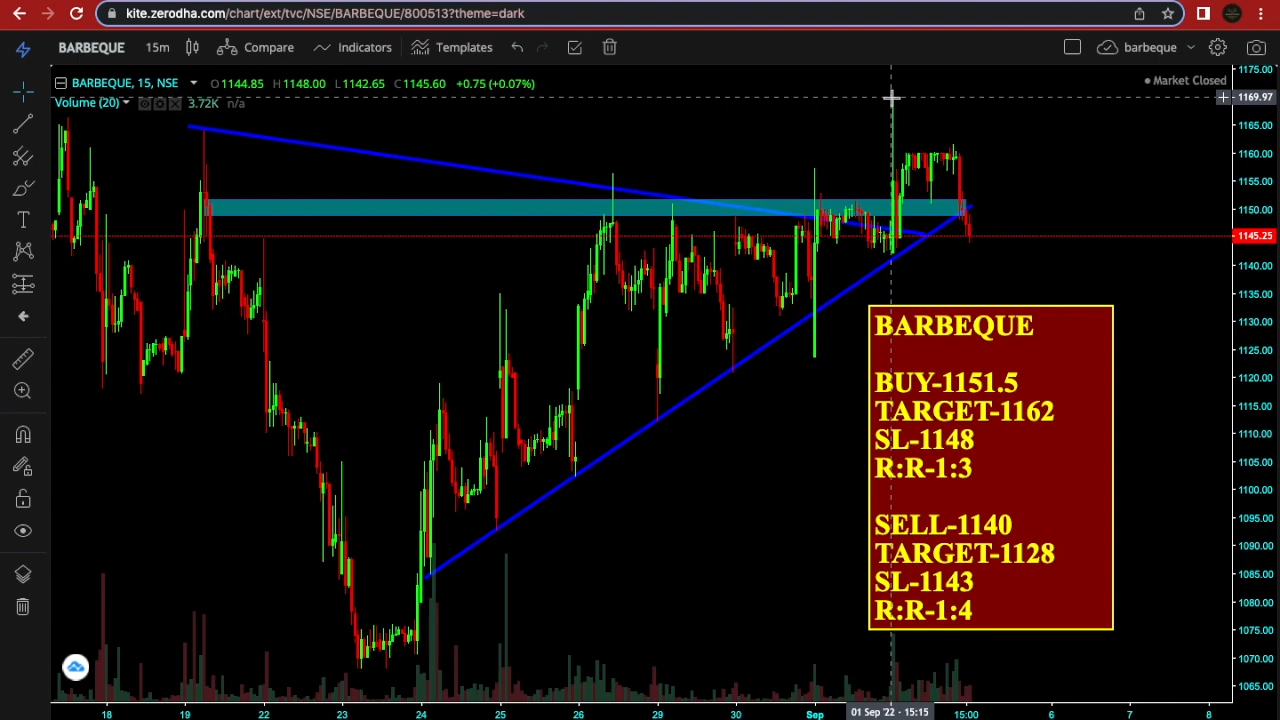 kite.zerodha.com/chart/ext/tvc/NSE/BARBEQUE/800513?theme=dark
BARBEQUE 15m Compare Indicators Templates barbeque
BARBEQUE, 15, NSE O1144.85 H1148.00 L1142.65 C1145.60 +0.75 (+0.07%)
Market Closed
Volume (20) 3.72K n/a
1175.00
1169.97
1165.00
1160.00
1155.00
1150.00
1145.25
1140.00
1135.00
1130.00
1125.00
1120.00
1115.00
1110.00
1105.00
1100.00
1095.00
1090.00
1085.00
1080.00
1075.00
1070.00
1065.00
BARBEQUE
BUY-1151.5
TARGET-1162
SL-1148
R:R-1:3
SELL-1140
TARGET-1128
SL-1143
R:R-1:4
18 19 22 23 24 25 26 29 30 Sep 01 Sep '22 - 15:15 15:00 6 7 8